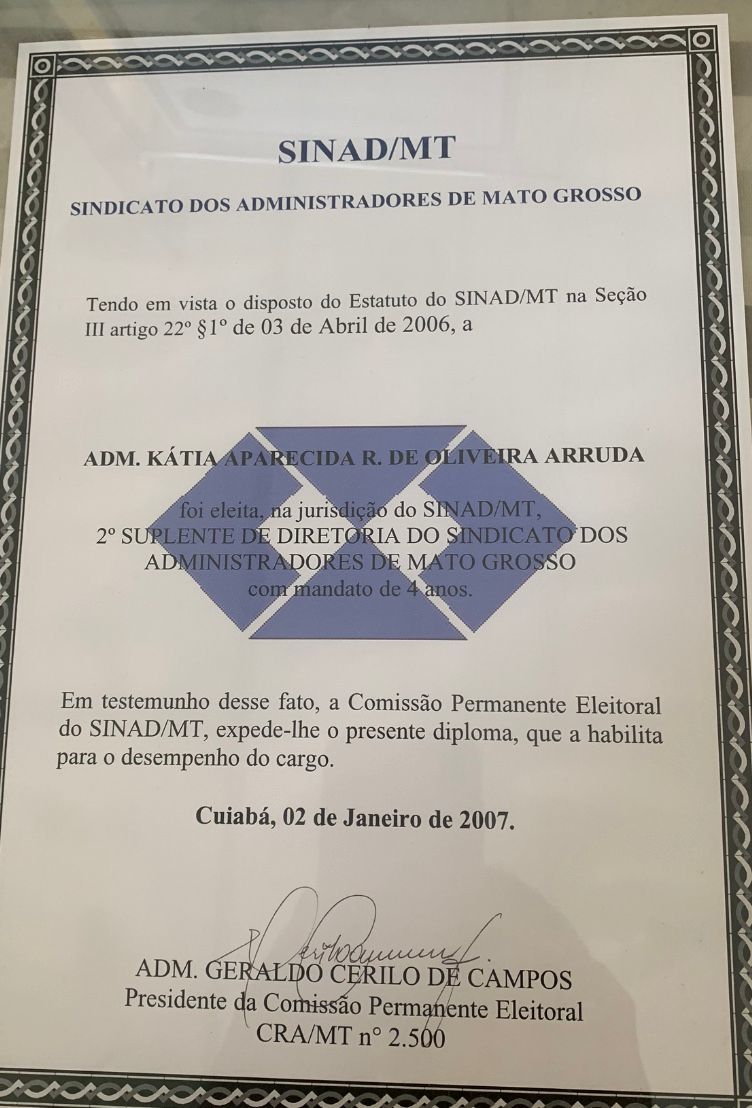 SINAD/MT
SINDICATO DOS ADMINISTRADORES DE MATO GROSSO
Tendo em vista o disposto do Estatuto do SINAD/MT na Seção
III artigo 22º §1º de 03 de Abril de 2006, a
ADM. KÁTIA APARECIDA R. DE OLIVEIRA ARRUDA
foi eleita, na jurisdição do SINAD/MT,
2º SUPLENTE DE DIRETORIA DO SINDICATO DOS
ADMINISTRADORES DE MATO GROSSO
com mandato de 4 anos.
Em testemunho desse fato, a Comissão Permanente Eleitoral
do SINAD/MT, expede-lhe o presente diploma, que a habilita
para o desempenho do cargo.
Cuiabá, 02 de Janeiro de 2007.
ADM. GERALDO CERILO DE CAMPOS
Presidente da Comissão Permanente Eleitoral
CRA/MT n° 2.500